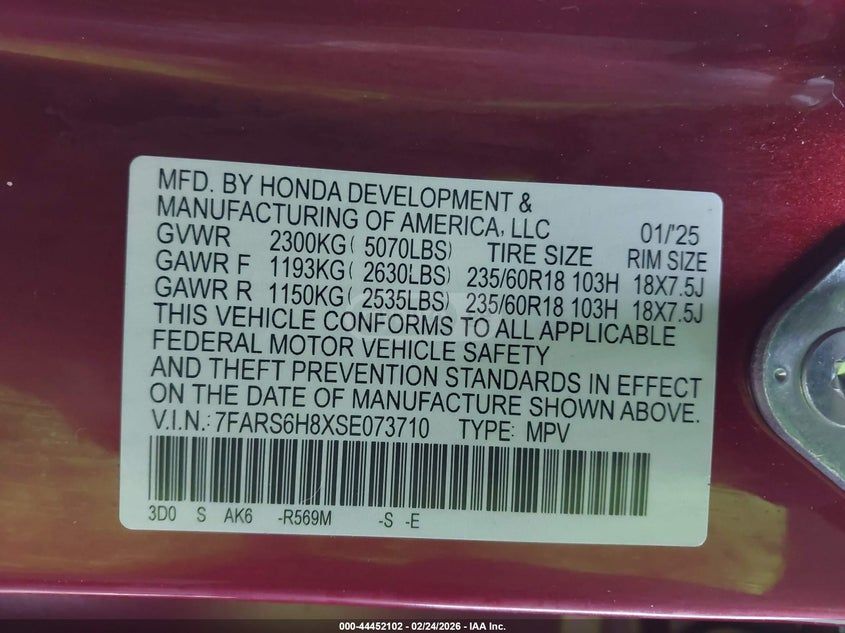 MFD. BY HONDA DEVELOPMENT &
MANUFACTURING OF AMERICA, LLC 01/'25
GVWR 2300KG( 5070LBS) TIRE SIZE RIM SIZE
GAWR F 1193KG( 2630LBS) 235/60R18 103H 18X7.5J
GAWR R 1150KG( 2535LBS) 235/60R18 103H 18X7.5J
THIS VEHICLE CONFORMS TO ALL APPLICABLE
FEDERAL MOTOR VEHICLE SAFETY
AND THEFT PREVENTION STANDARDS IN EFFECT
ON THE DATE OF MANUFACTURE SHOWN ABOVE.
V.I.N.: 7FARS6H8XSE073710 TYPE: MPV
3D0 S AK6 -R569M -S -E
000-44452102 - 02/24/2026 - IAA Inc.